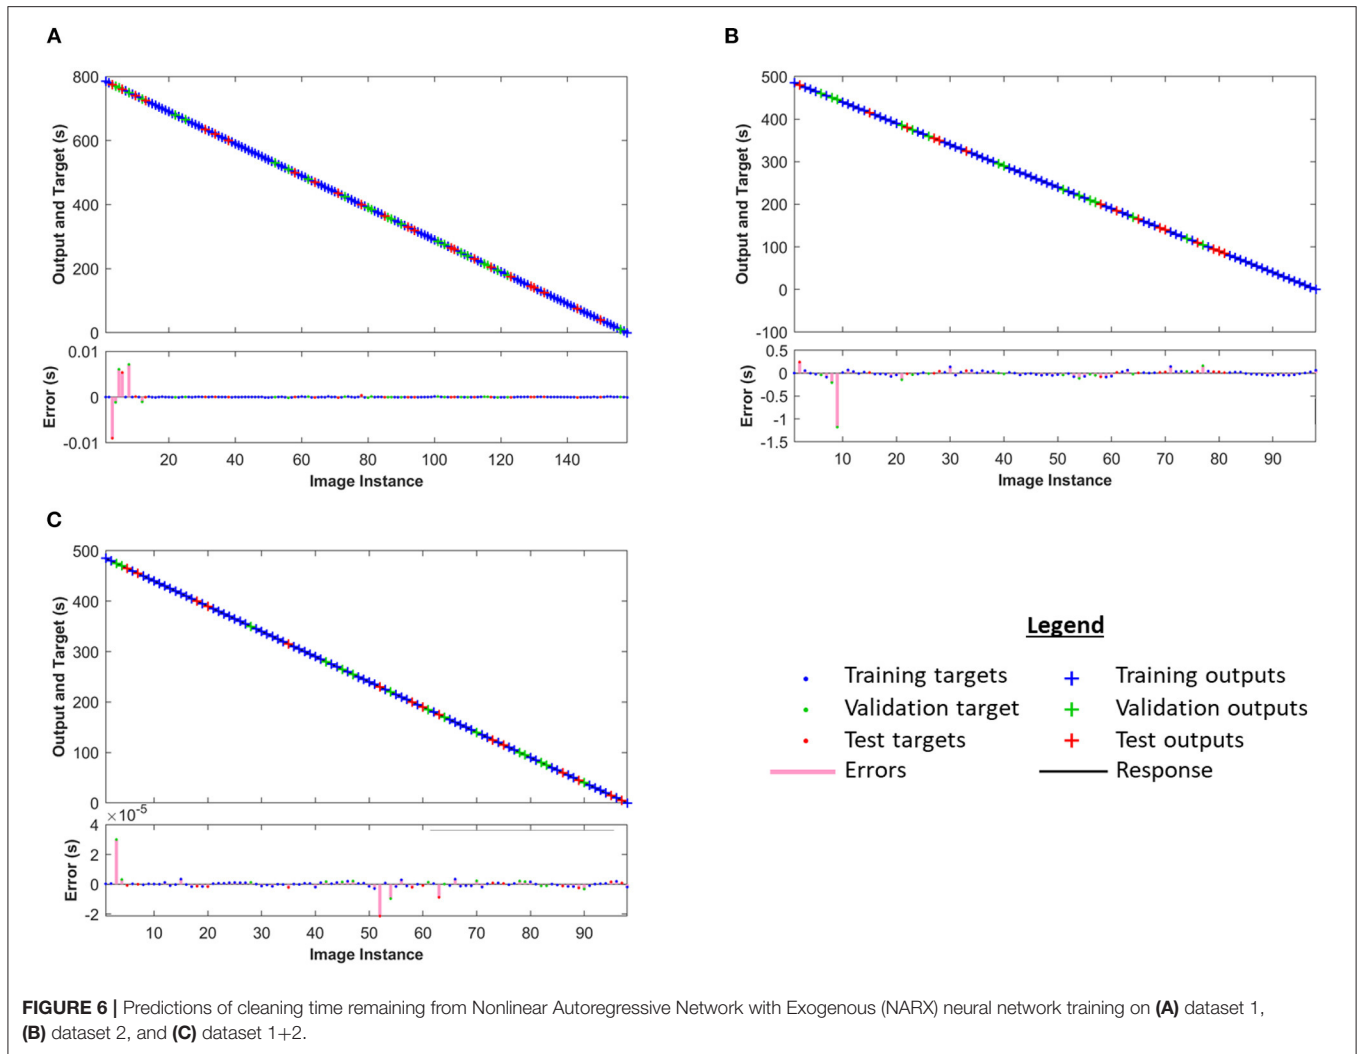 A
Output and Target (s)
800
600
400
200
0
Error (s)
0.01
0
-0.01
20 40 60 80 100 120 140
Image Instance
B
Output and Target (s)
500
400
300
200
100
0
-100
Error (s)
0.5
0
-0.5
-1
-1.5
10 20 30 40 50 60 70 80 90
Image Instance
C
Output and Target (s)
500
400
300
200
100
0
×10-5
Error (s)
4
2
0
-2
10 20 30 40 50 60 70 80 90
Image Instance
Legend
Training targets Training outputs
Validation target Validation outputs
Test targets Test outputs
Errors Response
FIGURE 6 | Predictions of cleaning time remaining from Nonlinear Autoregressive Network with Exogenous (NARX) neural network training on (A) dataset 1,
(B) dataset 2, and (C) dataset 1+2.